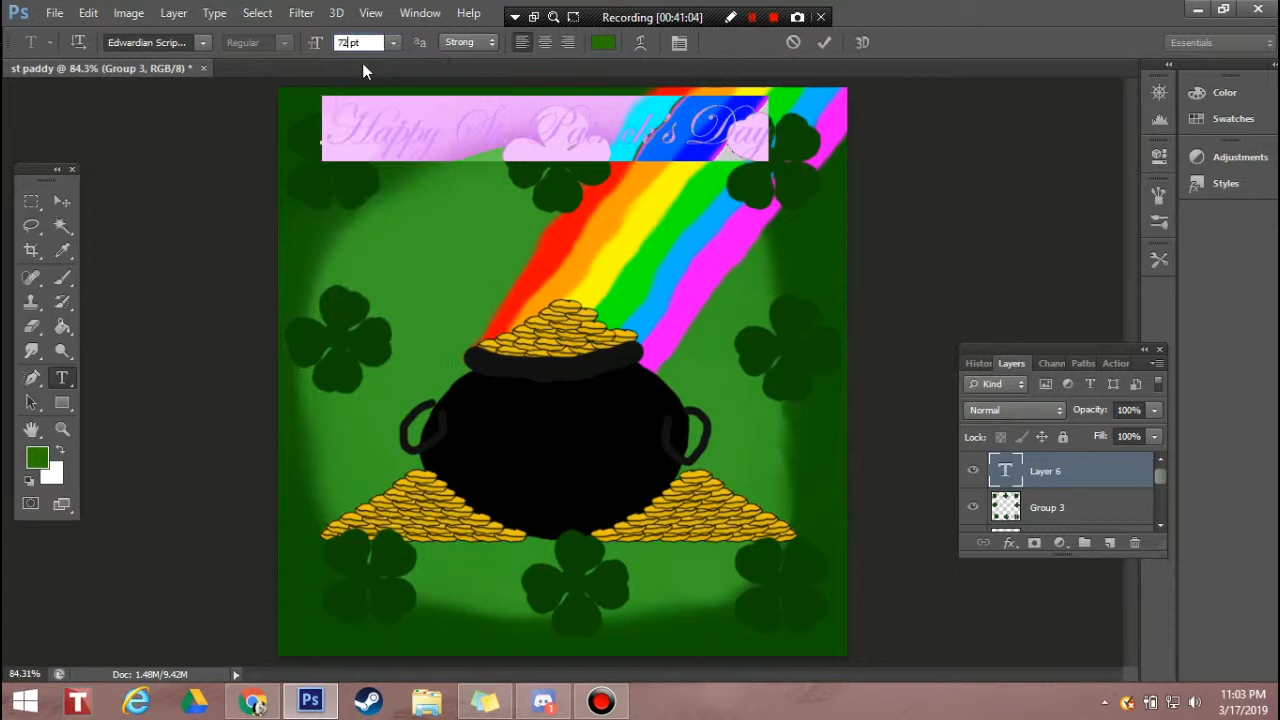 Ps File Edit Image Layer Type Select Filter 3D View Window Help
Recording [00:41:04]
T Edwardian Scrip... Regular 72 pt Strong 3D Essentials
st paddy @ 84.3% (Group 3, RGB/8) * ×
Happy St. Patrick's Day
Color
Swatches
Adjustments
Styles
Histor Layers Chann Paths Action
Kind
Normal Opacity: 100%
Lock: Fill: 100%
T Layer 6
Group 3
fx
84.31% Doc: 1.48M/9.42M
T Ps 1
11:03 PM
3/17/2019